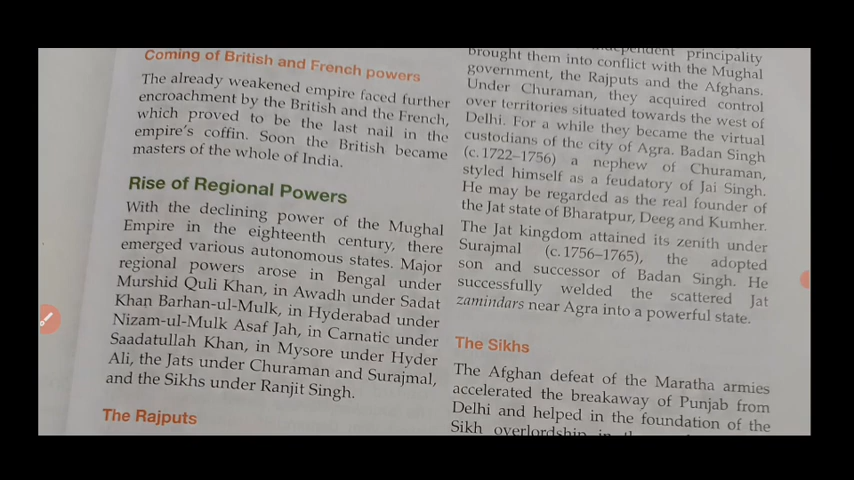 Coming of British and French powers
The already weakened empire faced further
encroachment by the British and the French,
which proved to be the last nail in the
empire's coffin. Soon the British became
masters of the whole of India.
Rise of Regional Powers
With the declining power of the Mughal
Empire in the eighteenth century, there
emerged various autonomous states. Major
regional powers arose in Bengal under
Murshid Quli Khan, in Awadh under Sadat
Khan Barhan-ul-Mulk, in Hyderabad under
Nizam-ul-Mulk Asaf Jah, in Carnatic under
Saadatullah Khan, in Mysore under Hyder
Ali, the Jats under Churaman and Surajmal,
and the Sikhs under Ranjit Singh.
The Rajputs
independent principality
brought them into conflict with the Mughal
government, the Rajputs and the Afghans.
Under Churaman, they acquired control
over territories situated towards the west of
Delhi. For a while they became the virtual
custodians of the city of Agra. Badan Singh
(c. 1722–1756) a nephew of Churaman,
styled himself as a feudatory of Jai Singh.
He may be regarded as the real founder of
the Jat state of Bharatpur, Deeg and Kumher.
The Jat kingdom attained its zenith under
Surajmal (c. 1756–1765), the adopted
son and successor of Badan Singh. He
successfully welded the scattered Jat
zamindars near Agra into a powerful state.
The Sikhs
The Afghan defeat of the Maratha armies
accelerated the breakaway of Punjab from
Delhi and helped in the foundation of the
Sikh overlordship in